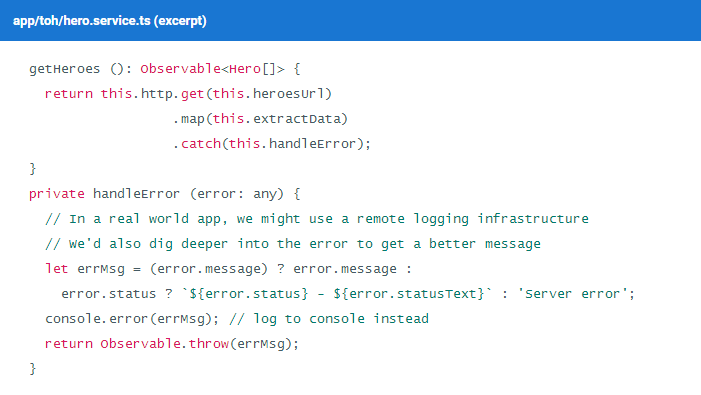 app/toh/hero.service.ts (excerpt)
getHeroes (): Observable<Hero[]> {
  return this.http.get(this.heroesUrl)
                  .map(this.extractData)
                  .catch(this.handleError);
}
private handleError (error: any) {
  // In a real world app, we might use a remote logging infrastructure
  // We'd also dig deeper into the error to get a better message
  let errMsg = (error.message) ? error.message :
    error.status ? `${error.status} - ${error.statusText}` : 'Server error';
  console.error(errMsg); // log to console instead
  return Observable.throw(errMsg);
}